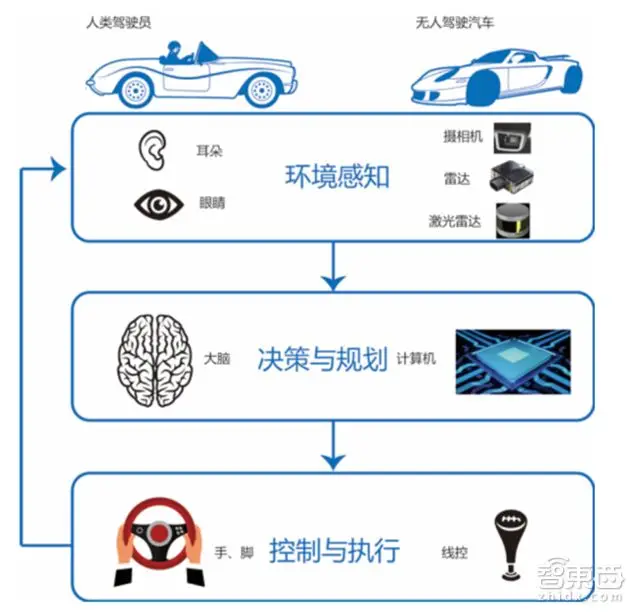 人类驾驶员
无人驾驶汽车
耳朵
眼睛
环境感知
摄相机
雷达
激光雷达
大脑
决策与规划
计算机
手、脚
控制与执行
线控
智東西
zhidx.com